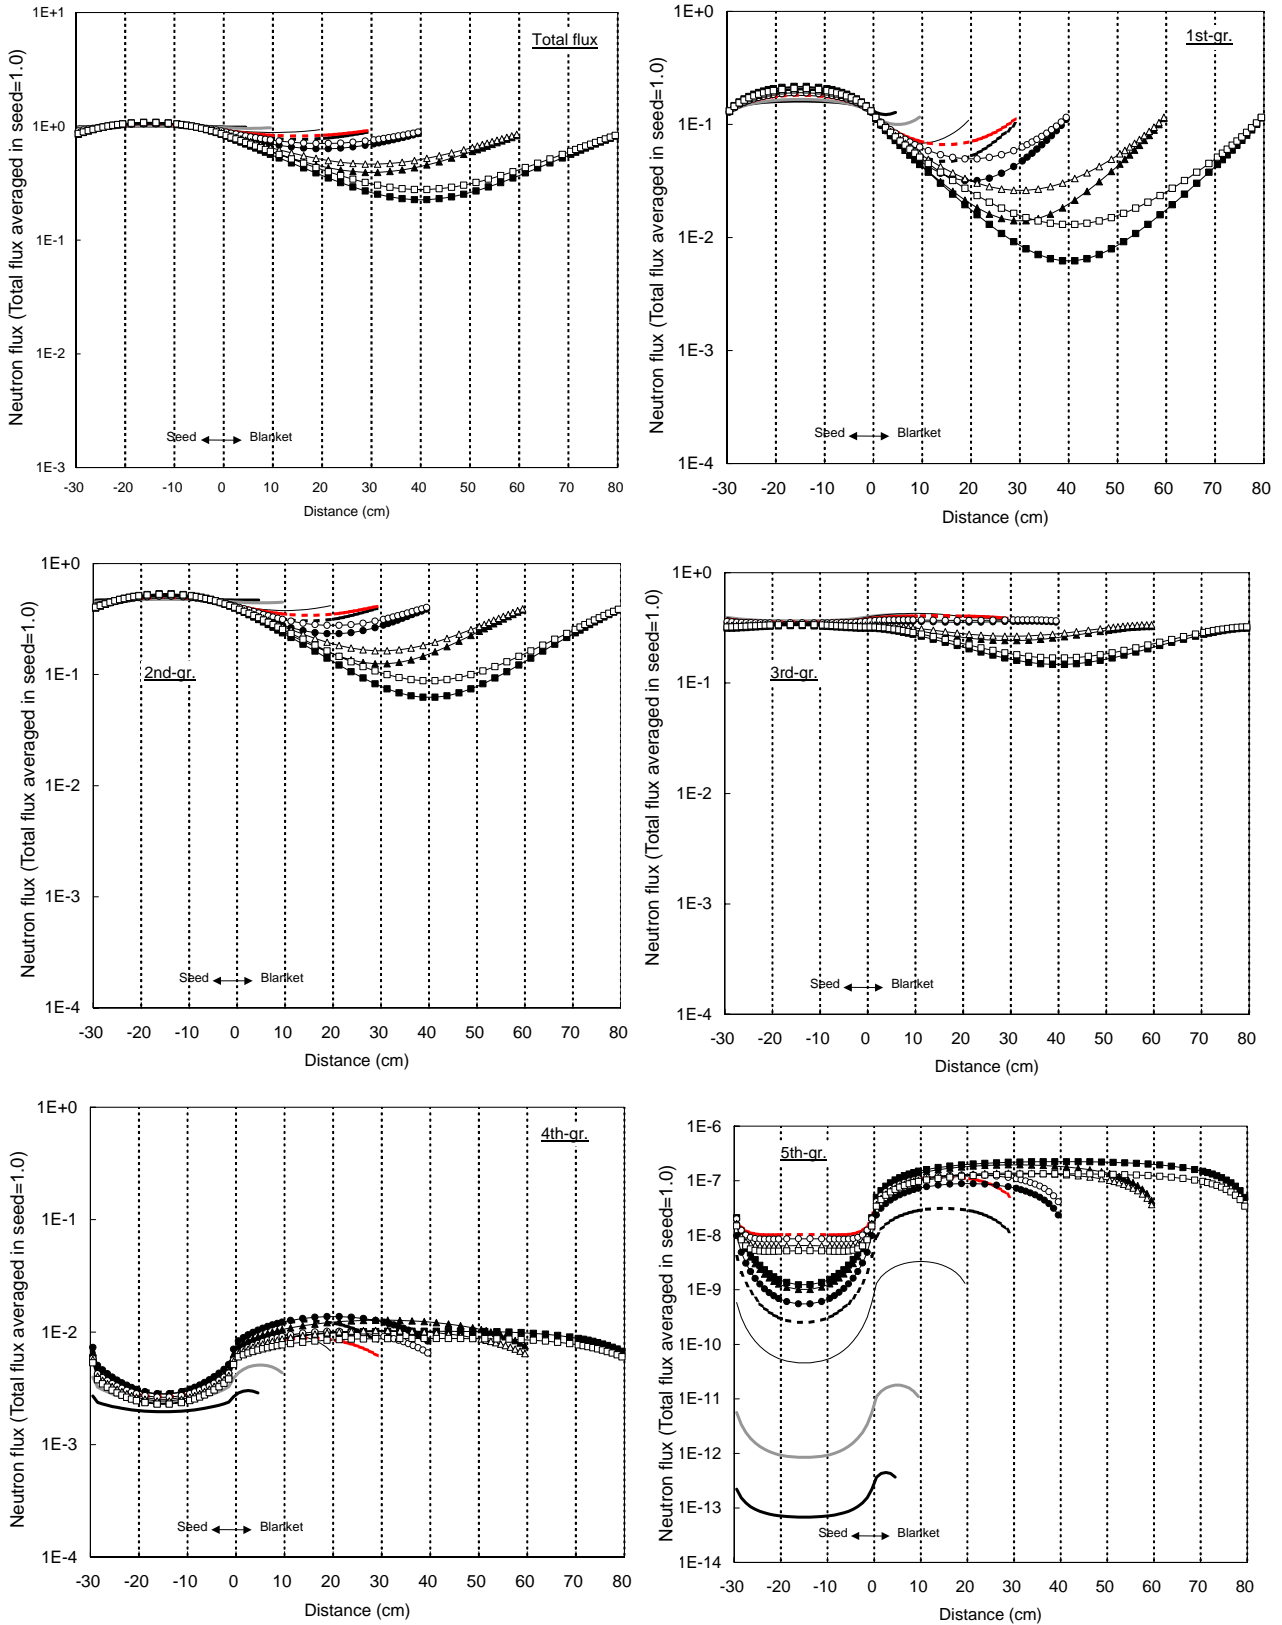 Neutron flux (Total flux averaged in seed=1.0)
1E+1
1E+0
1E-1
1E-2
1E-3
Total flux
Seed
Blanket
-30 -20 -10 0 10 20 30 40 50 60 70 80
Distance (cm)
Neutron flux (Total flux averaged in seed=1.0)
1E+0
1E-1
1E-2
1E-3
1E-4
1st-gr.
Seed
Blanket
-30 -20 -10 0 10 20 30 40 50 60 70 80
Distance (cm)
Neutron flux (Total flux averaged in seed=1.0)
1E+0
1E-1
1E-2
1E-3
1E-4
2nd-gr.
Seed
Blanket
-30 -20 -10 0 10 20 30 40 50 60 70 80
Distance (cm)
Neutron flux (Total flux averaged in seed=1.0)
1E+0
1E-1
1E-2
1E-3
1E-4
3rd-gr.
Seed
Blanket
-30 -20 -10 0 10 20 30 40 50 60 70 80
Distance (cm)
Neutron flux (Total flux averaged in seed=1.0)
1E+0
1E-1
1E-2
1E-3
1E-4
4th-gr.
Seed
Blanket
-30 -20 -10 0 10 20 30 40 50 60 70 80
Distance (cm)
Neutron flux (Total flux averaged in seed=1.0)
1E-6
1E-7
1E-8
1E-9
1E-10
1E-11
1E-12
1E-13
1E-14
5th-gr.
Seed
Blanket
-30 -20 -10 0 10 20 30 40 50 60 70 80
Distance (cm)